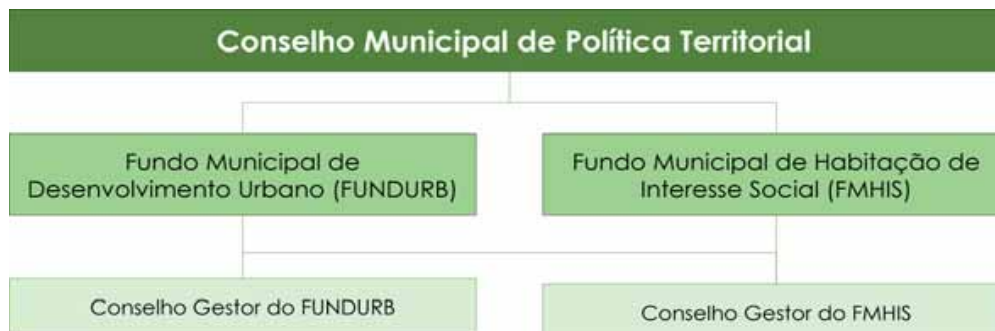 Conselho Municipal de Política Territorial
Fundo Municipal de
Desenvolvimento Urbano (FUNDURB)
Fundo Municipal de Habitação de
Interesse Social (FMHIS)
Conselho Gestor do FUNDURB
Conselho Gestor do FMHIS